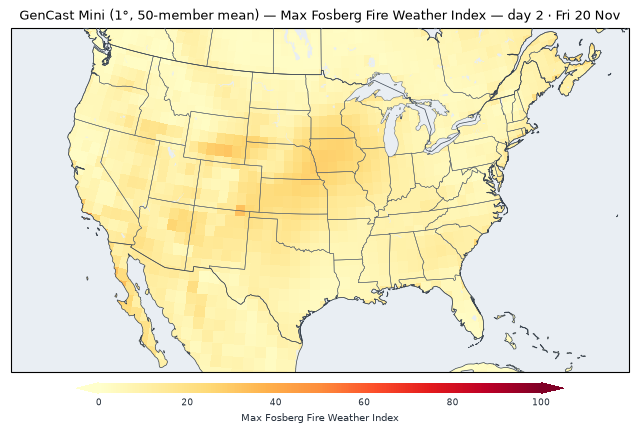 GenCast Mini (1°, 50-member mean) — Max Fosberg Fire Weather Index — day 2 · Fri 20 Nov
0 20 40 60 80 100
Max Fosberg Fire Weather Index